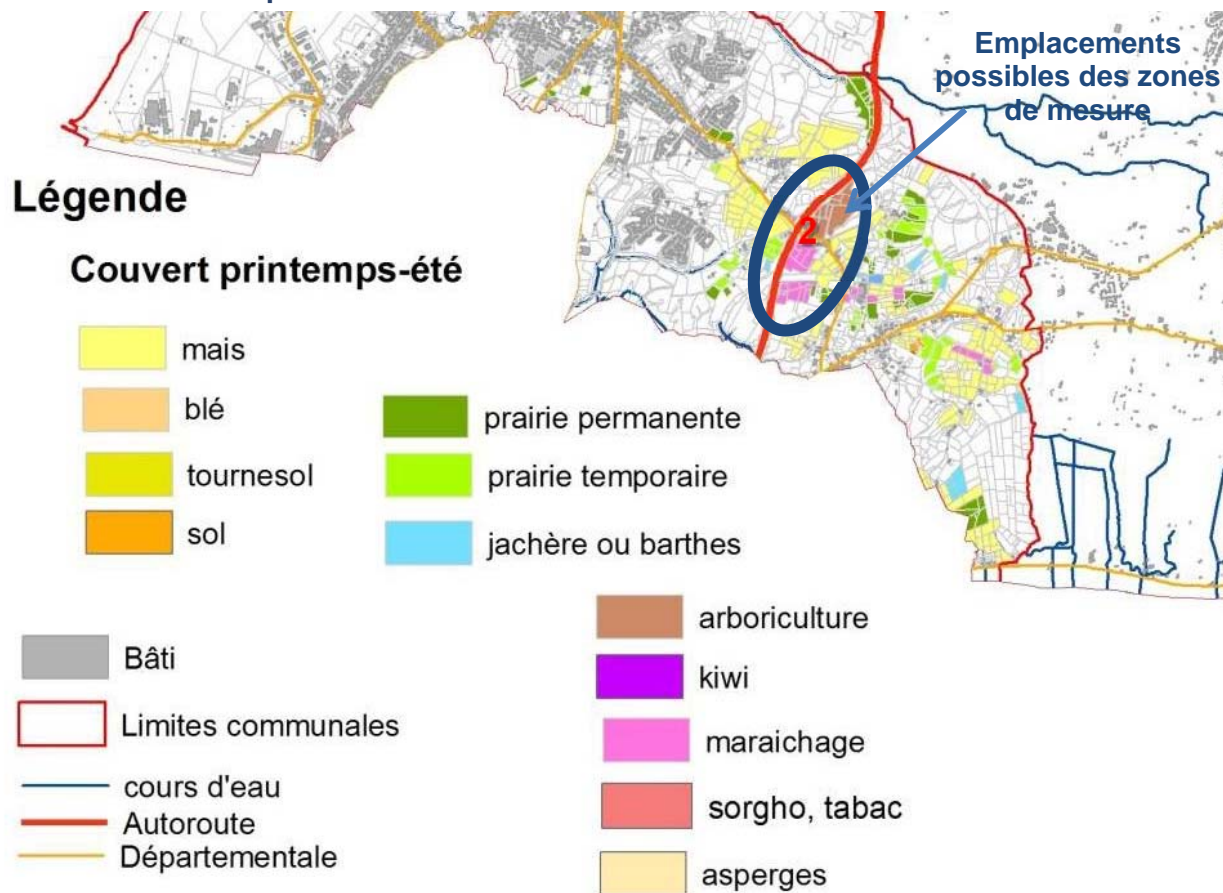 Emplacements
possibles des zones
de mesure
2
Légende
Couvert printemps-été
mais
blé
tournesol
sol
prairie permanente
prairie temporaire
jachère ou barthes
Bâti
Limites communales
cours d'eau
Autoroute
Départementale
arboriculture
kiwi
maraichage
sorgho, tabac
asperges